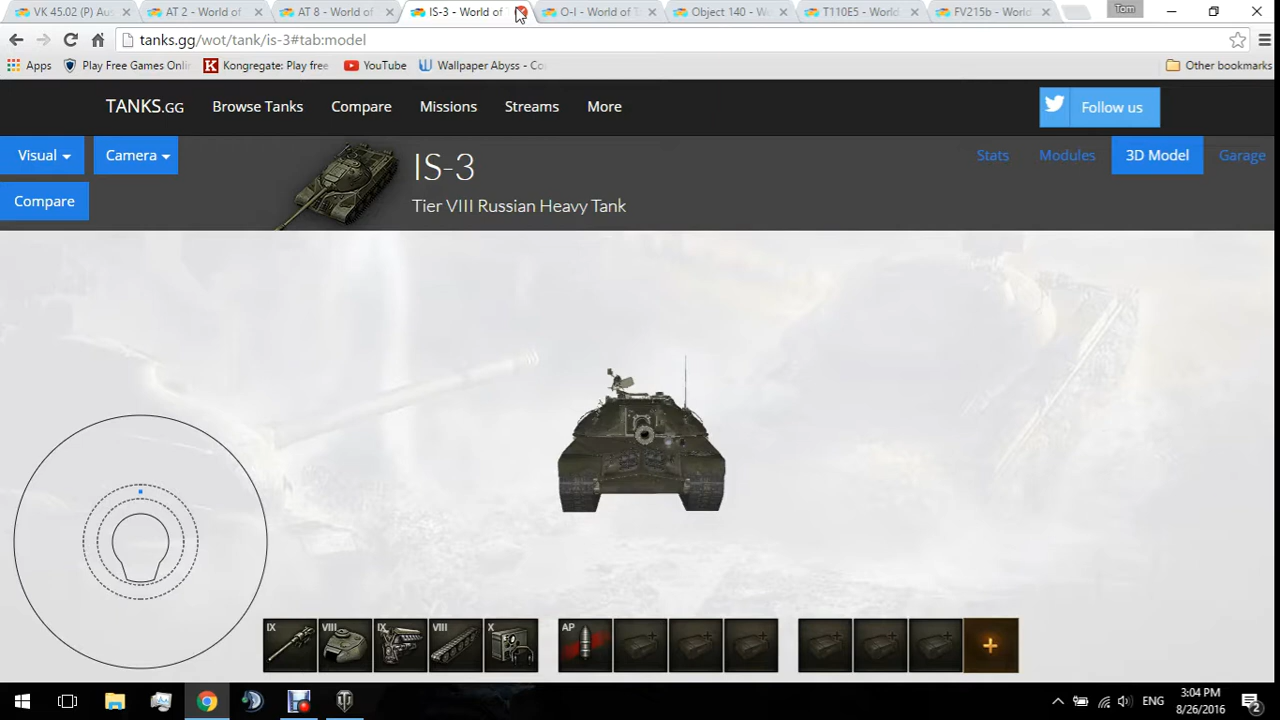 VK 45.02 (P) Aus
AT 2 - World of
AT 8 - World of
IS-3 - World of
O-I - World of T
Object 140 - We
T110E5 - World
FV215b - World
Tom
tanks.gg/wot/tank/is-3#tab:model
Apps
Play Free Games Onli
Kongregate: Play free
YouTube
Wallpaper Abyss - Co
Other bookmarks
TANKS.GG
Browse Tanks
Compare
Missions
Streams
More
Follow us
Visual
Camera
IS-3
Stats
Modules
3D Model
Garage
Compare
Tier VIII Russian Heavy Tank
IX
VIII
IX
VIII
X
AP
ENG
3:04 PM
8/26/2016
2